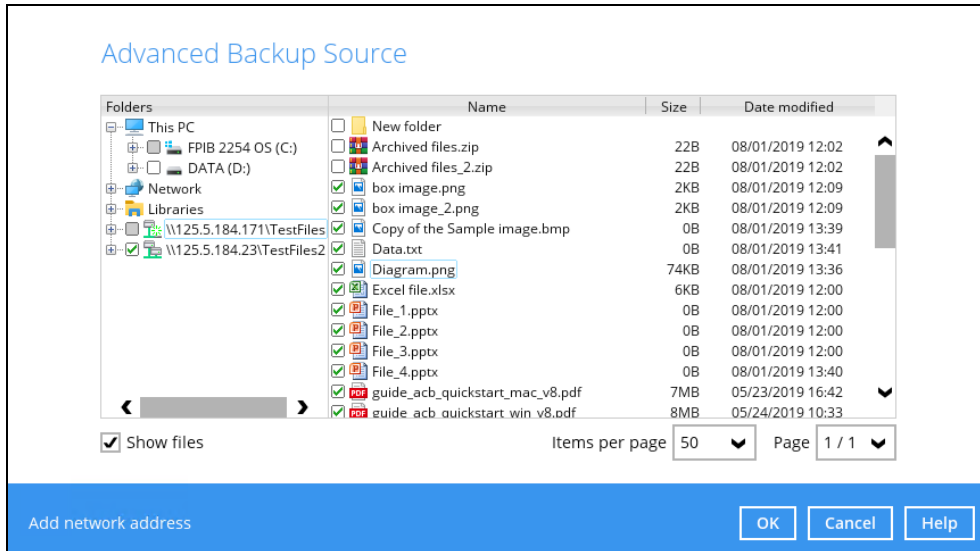 Advanced Backup Source
Folders Name Size Date modified
This PC
FPIB 2254 OS (C:)
DATA (D:)
Network
Libraries
\\125.5.184.171\TestFiles
\\125.5.184.23\TestFiles2
New folder
Archived files.zip 22B 08/01/2019 12:02
Archived files_2.zip 22B 08/01/2019 12:02
box image.png 2KB 08/01/2019 12:09
box image_2.png 2KB 08/01/2019 12:09
Copy of the Sample image.bmp 0B 08/01/2019 13:39
Data.txt 0B 08/01/2019 13:41
Diagram.png 74KB 08/01/2019 13:36
Excel file.xlsx 6KB 08/01/2019 12:00
File_1.pptx 0B 08/01/2019 12:00
File_2.pptx 0B 08/01/2019 12:00
File_3.pptx 0B 08/01/2019 12:00
File_4.pptx 0B 08/01/2019 13:40
PDF guide_acb_quickstart_mac_v8.pdf 7MB 05/23/2019 16:42
PDF guide_acb_quickstart_win_v8.pdf 8MB 05/24/2019 10:33
Show files Items per page 50 Page 1 / 1
Add network address OK Cancel Help